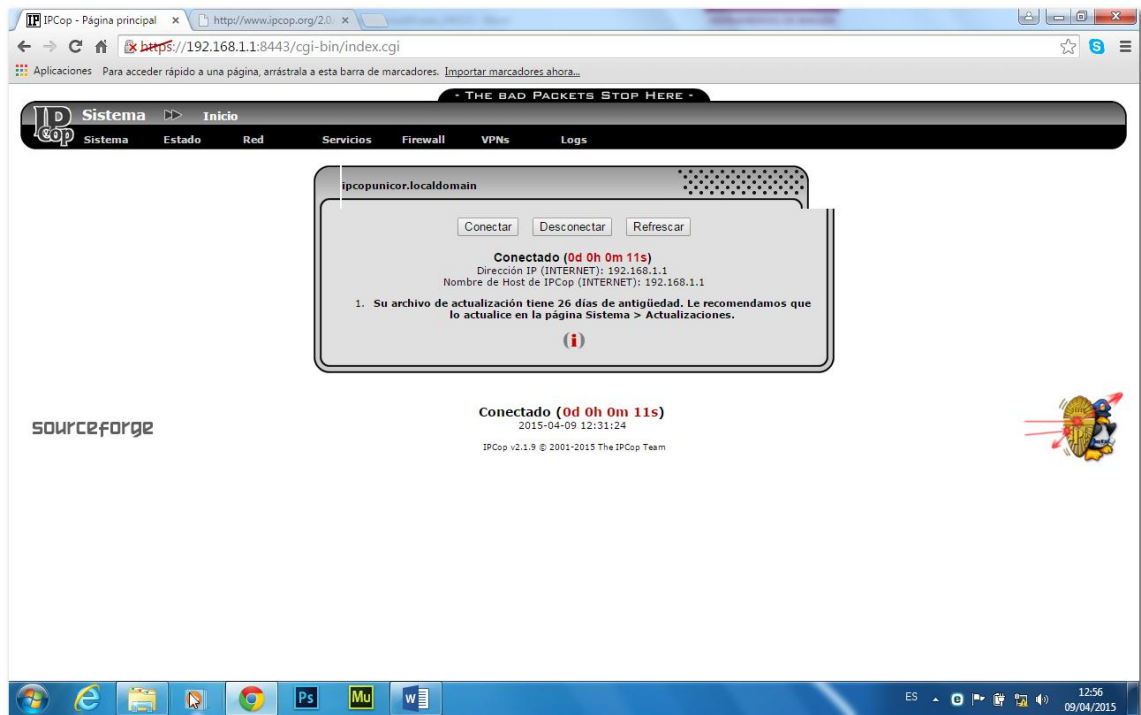 IPCop - Página principal
http://www.ipcop.org/2.0.
https://192.168.1.1:8443/cgi-bin/index.cgi
Aplicaciones Para acceder rápido a una página, arrástrala a esta barra de marcadores. Importar marcadores ahora...
- THE BAD PACKETS STOP HERE -
IP cop
Sistema Inicio
Sistema Estado Red Servicios Firewall VPNs Logs
ipcopunicor.localdomain
Conectar Desconectar Refrescar
Conectado (0d 0h 0m 11s)
Dirección IP (INTERNET): 192.168.1.1
Nombre de Host de IPCop (INTERNET): 192.168.1.1
1. Su archivo de actualización tiene 26 días de antigüedad. Le recomendamos que
lo actualice en la página Sistema > Actualizaciones.
(i)
sourceforge
Conectado (0d 0h 0m 11s)
2015-04-09 12:31:24
IPCop v2.1.9 © 2001-2015 The IPCop Team
Ps Mu W
ES
12:56
09/04/2015